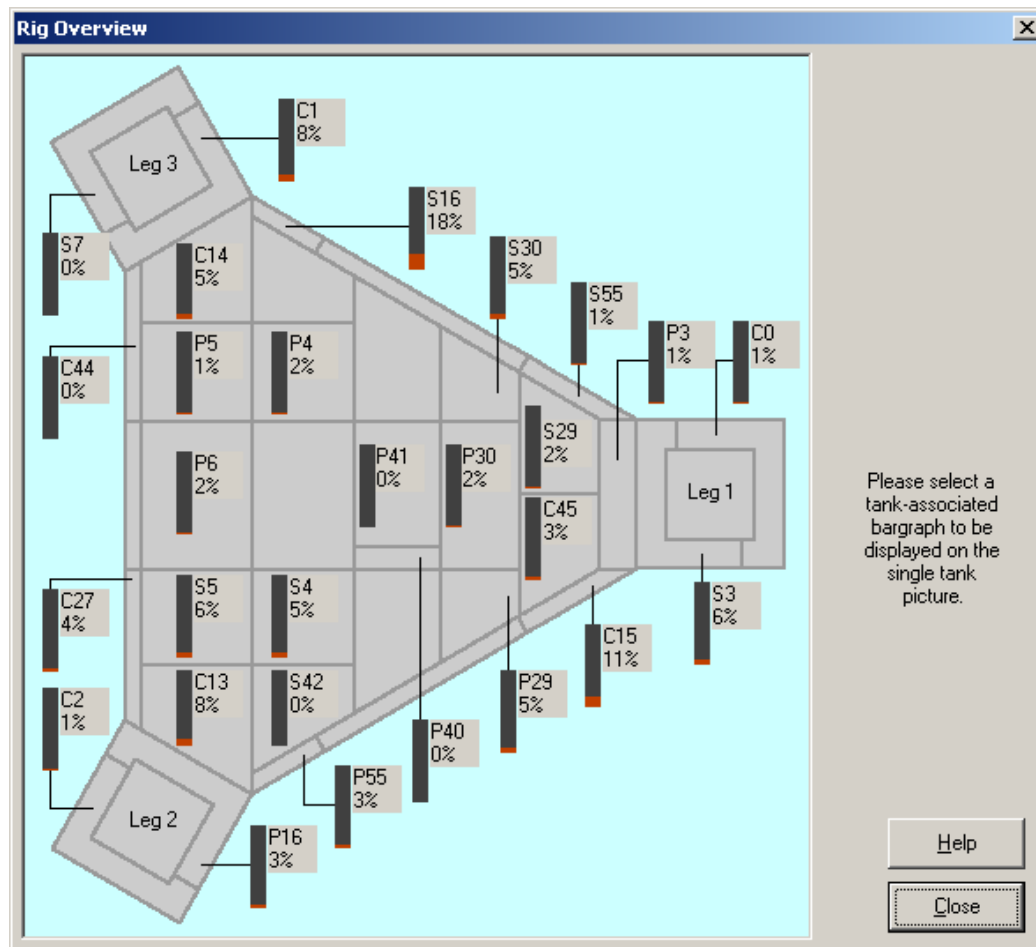 Rig Overview
C1
8%
Leg 3
S16
18%
S7
0%
C14
5%
S30
5%
S55
1%
P3
1%
C0
1%
P5
1%
P4
2%
C44
0%
S29
2%
P6
2%
P41
0%
P30
2%
Leg 1
C45
3%
Please select a
tank-associated
bargraph to be
displayed on the
single tank
picture.
C27
4%
S5
6%
S4
5%
S3
6%
C15
11%
C2
1%
C13
8%
S42
0%
P29
5%
P40
0%
P55
3%
Leg 2
P16
3%
Help
Close